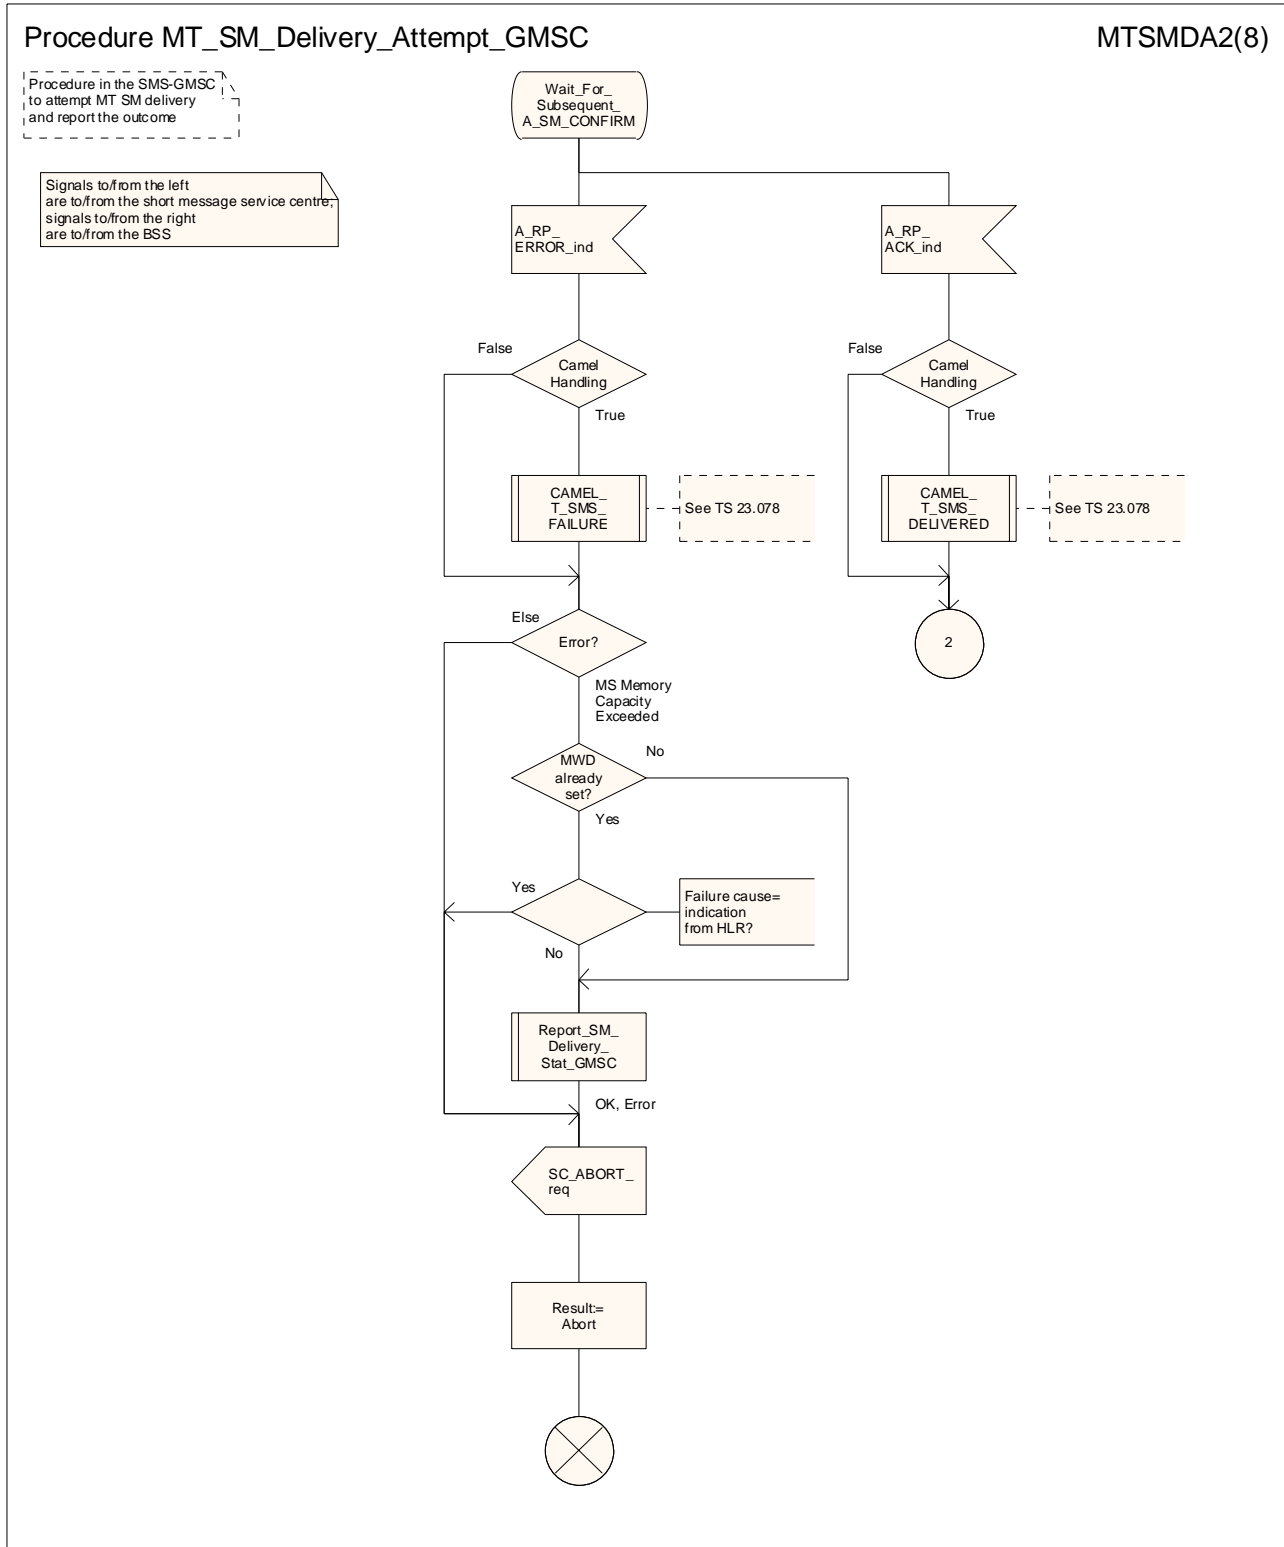 Procedure MT_SM_Delivery_Attempt_GMSC
MTSMDA2(8)
Procedure in the SMS-GMSC
to attempt MT SM delivery
and report the outcome
Signals to/from the left
are to/from the short message service centre;
signals to/from the right
are to/from the BSS
Wait_For_
Subsequent_
A_SM_CONFIRM
A_RP_
ERROR_ind
A_RP_
ACK_ind
False
Camel
Handling
True
False
Camel
Handling
True
CAMEL_
T_SMS_
FAILURE
See TS 23.078
CAMEL_
T_SMS_
DELIVERED
See TS 23.078
Else
Error?
2
MS Memory
Capacity
Exceeded
MWD
already
set?
No
Yes
Yes
Failure cause=
indication
from HLR?
No
Report_SM_
Delivery_
Stat_GMSC
OK, Error
SC_ABORT_
req
Result:=
Abort